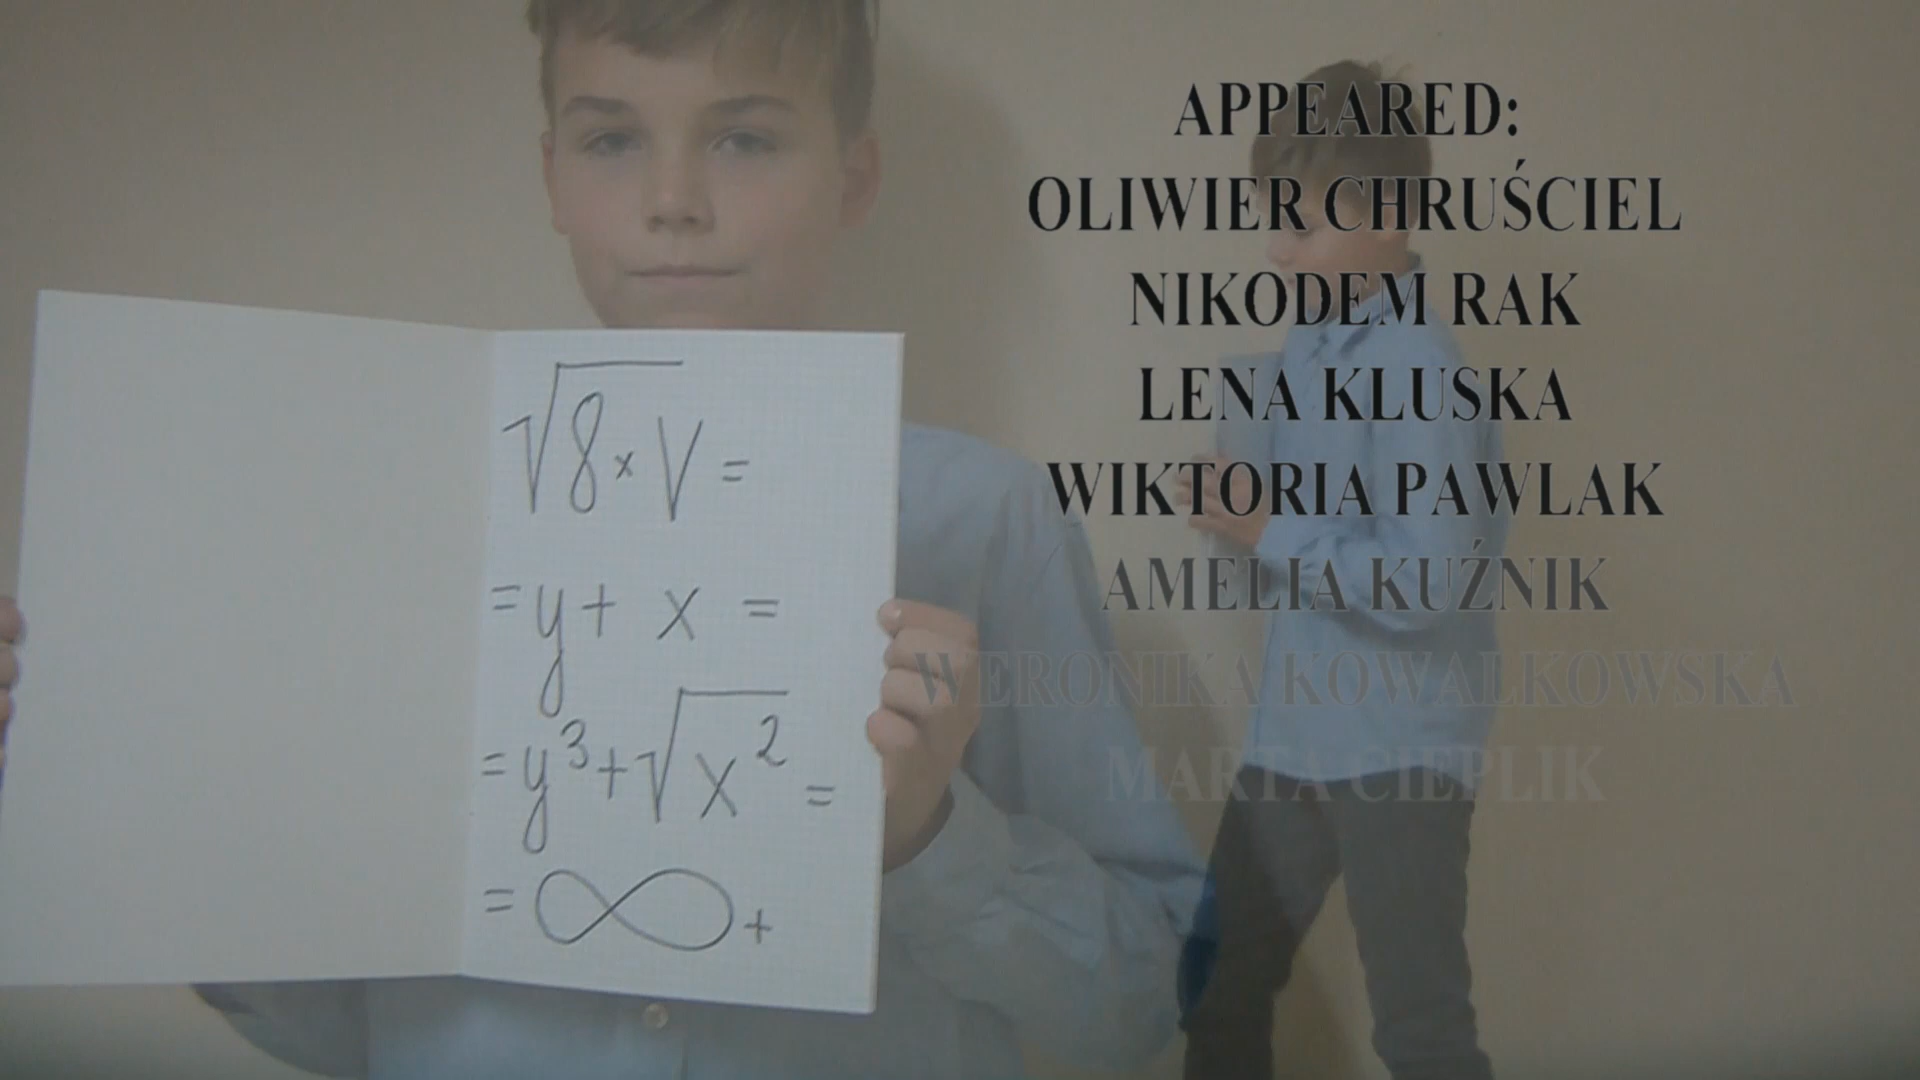 √8 × V =
= y + x =
= y³ + √x² =
= ∞ +
APPEARED:
OLIWIER CHRUŚCIEL
NIKODEM RAK
LENA KLUSKA
WIKTORIA PAWLAK
AMELIA KUŹNIK
WERONIKA KOWALKOWSKA
MARTA CIEPLIK